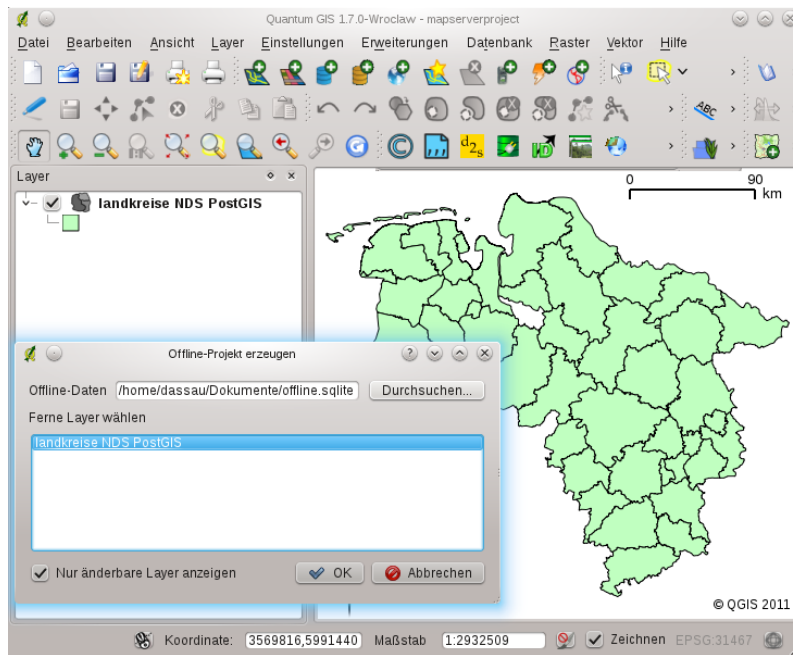 Quantum GIS 1.7.0-Wroclaw - mapserverproject
Datei Bearbeiten Ansicht Layer Einstellungen Erweiterungen Datenbank Raster Vektor Hilfe
ABC
d2s
Layer
landkreise NDS PostGIS
0 90
km
Offline-Projekt erzeugen
Offline-Daten /home/dassau/Dokumente/offline.sqlite Durchsuchen...
Ferne Layer wählen
landkreise NDS PostGIS
Nur änderbare Layer anzeigen OK Abbrechen
© QGIS 2011
Koordinate: 3569816,5991440 Maßstab 1:2932509 Zeichnen EPSG:31467